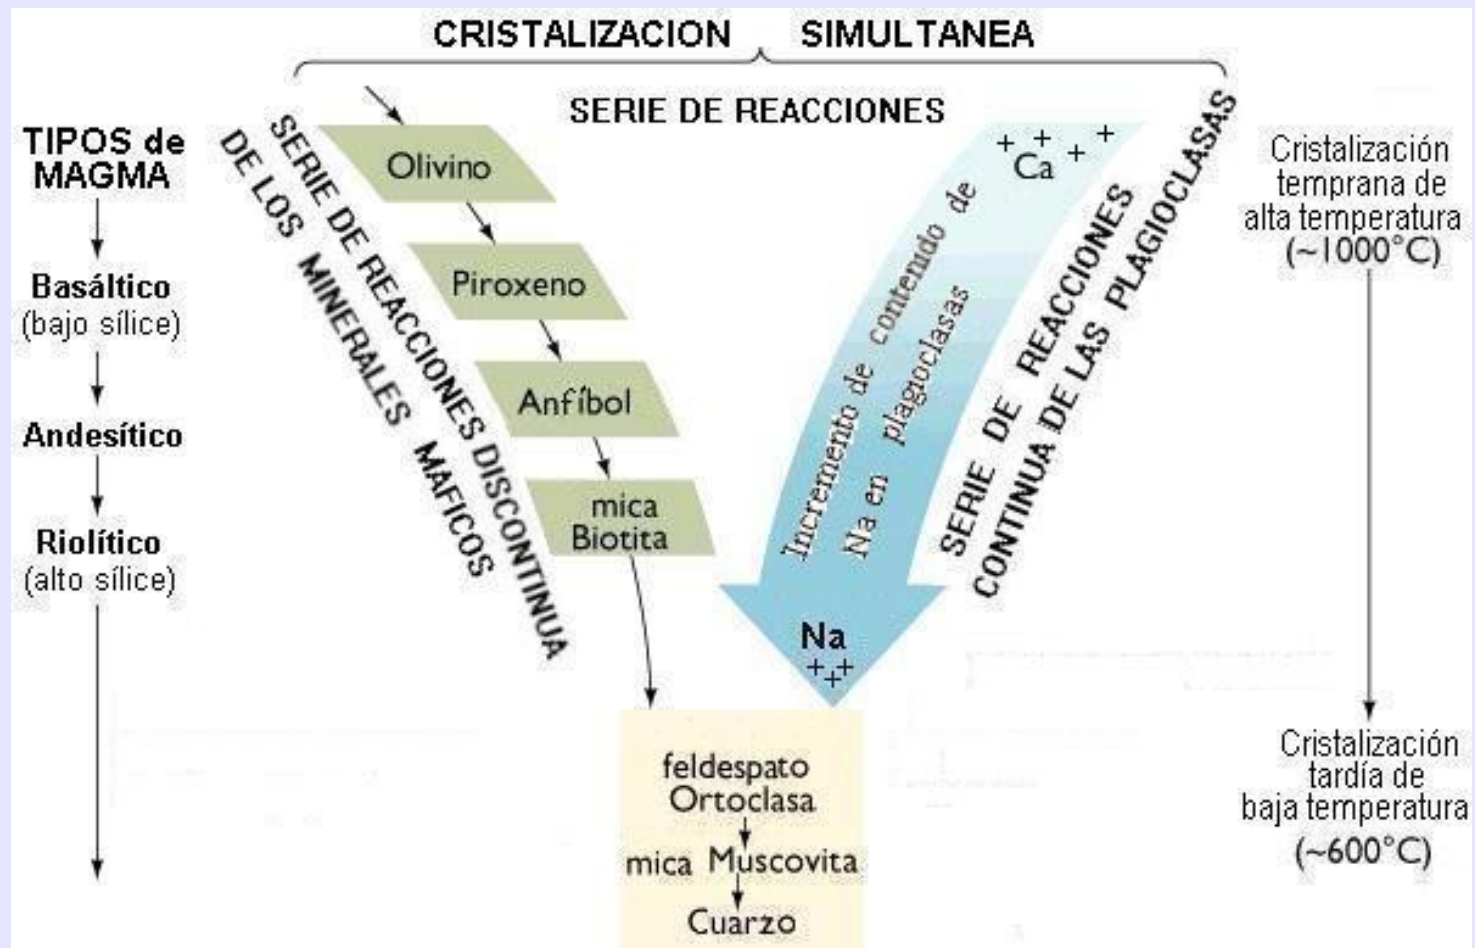 CRISTALIZACION SIMULTANEA
SERIE DE REACCIONES
TIPOS de
MAGMA
Basáltico
(bajo sílice)
Andesítico
Riolítico
(alto sílice)
SERIE DE REACCIONES DISCONTINUA
DE LOS MINERALES MAFICOS
Olivino
Piroxeno
Anfíbol
mica
Biotita
+ + + + +
Ca
Incremento de contenido de
Na en plagioclasas
Na
+++
SERIE DE REACCIONES
CONTINUA DE LAS PLAGIOCLASAS
feldespato
Ortoclasa
mica Muscovita
Cuarzo
Cristalización
temprana de
alta temperatura
(~1000°C)
Cristalización
tardía de
baja temperatura
(~600°C)